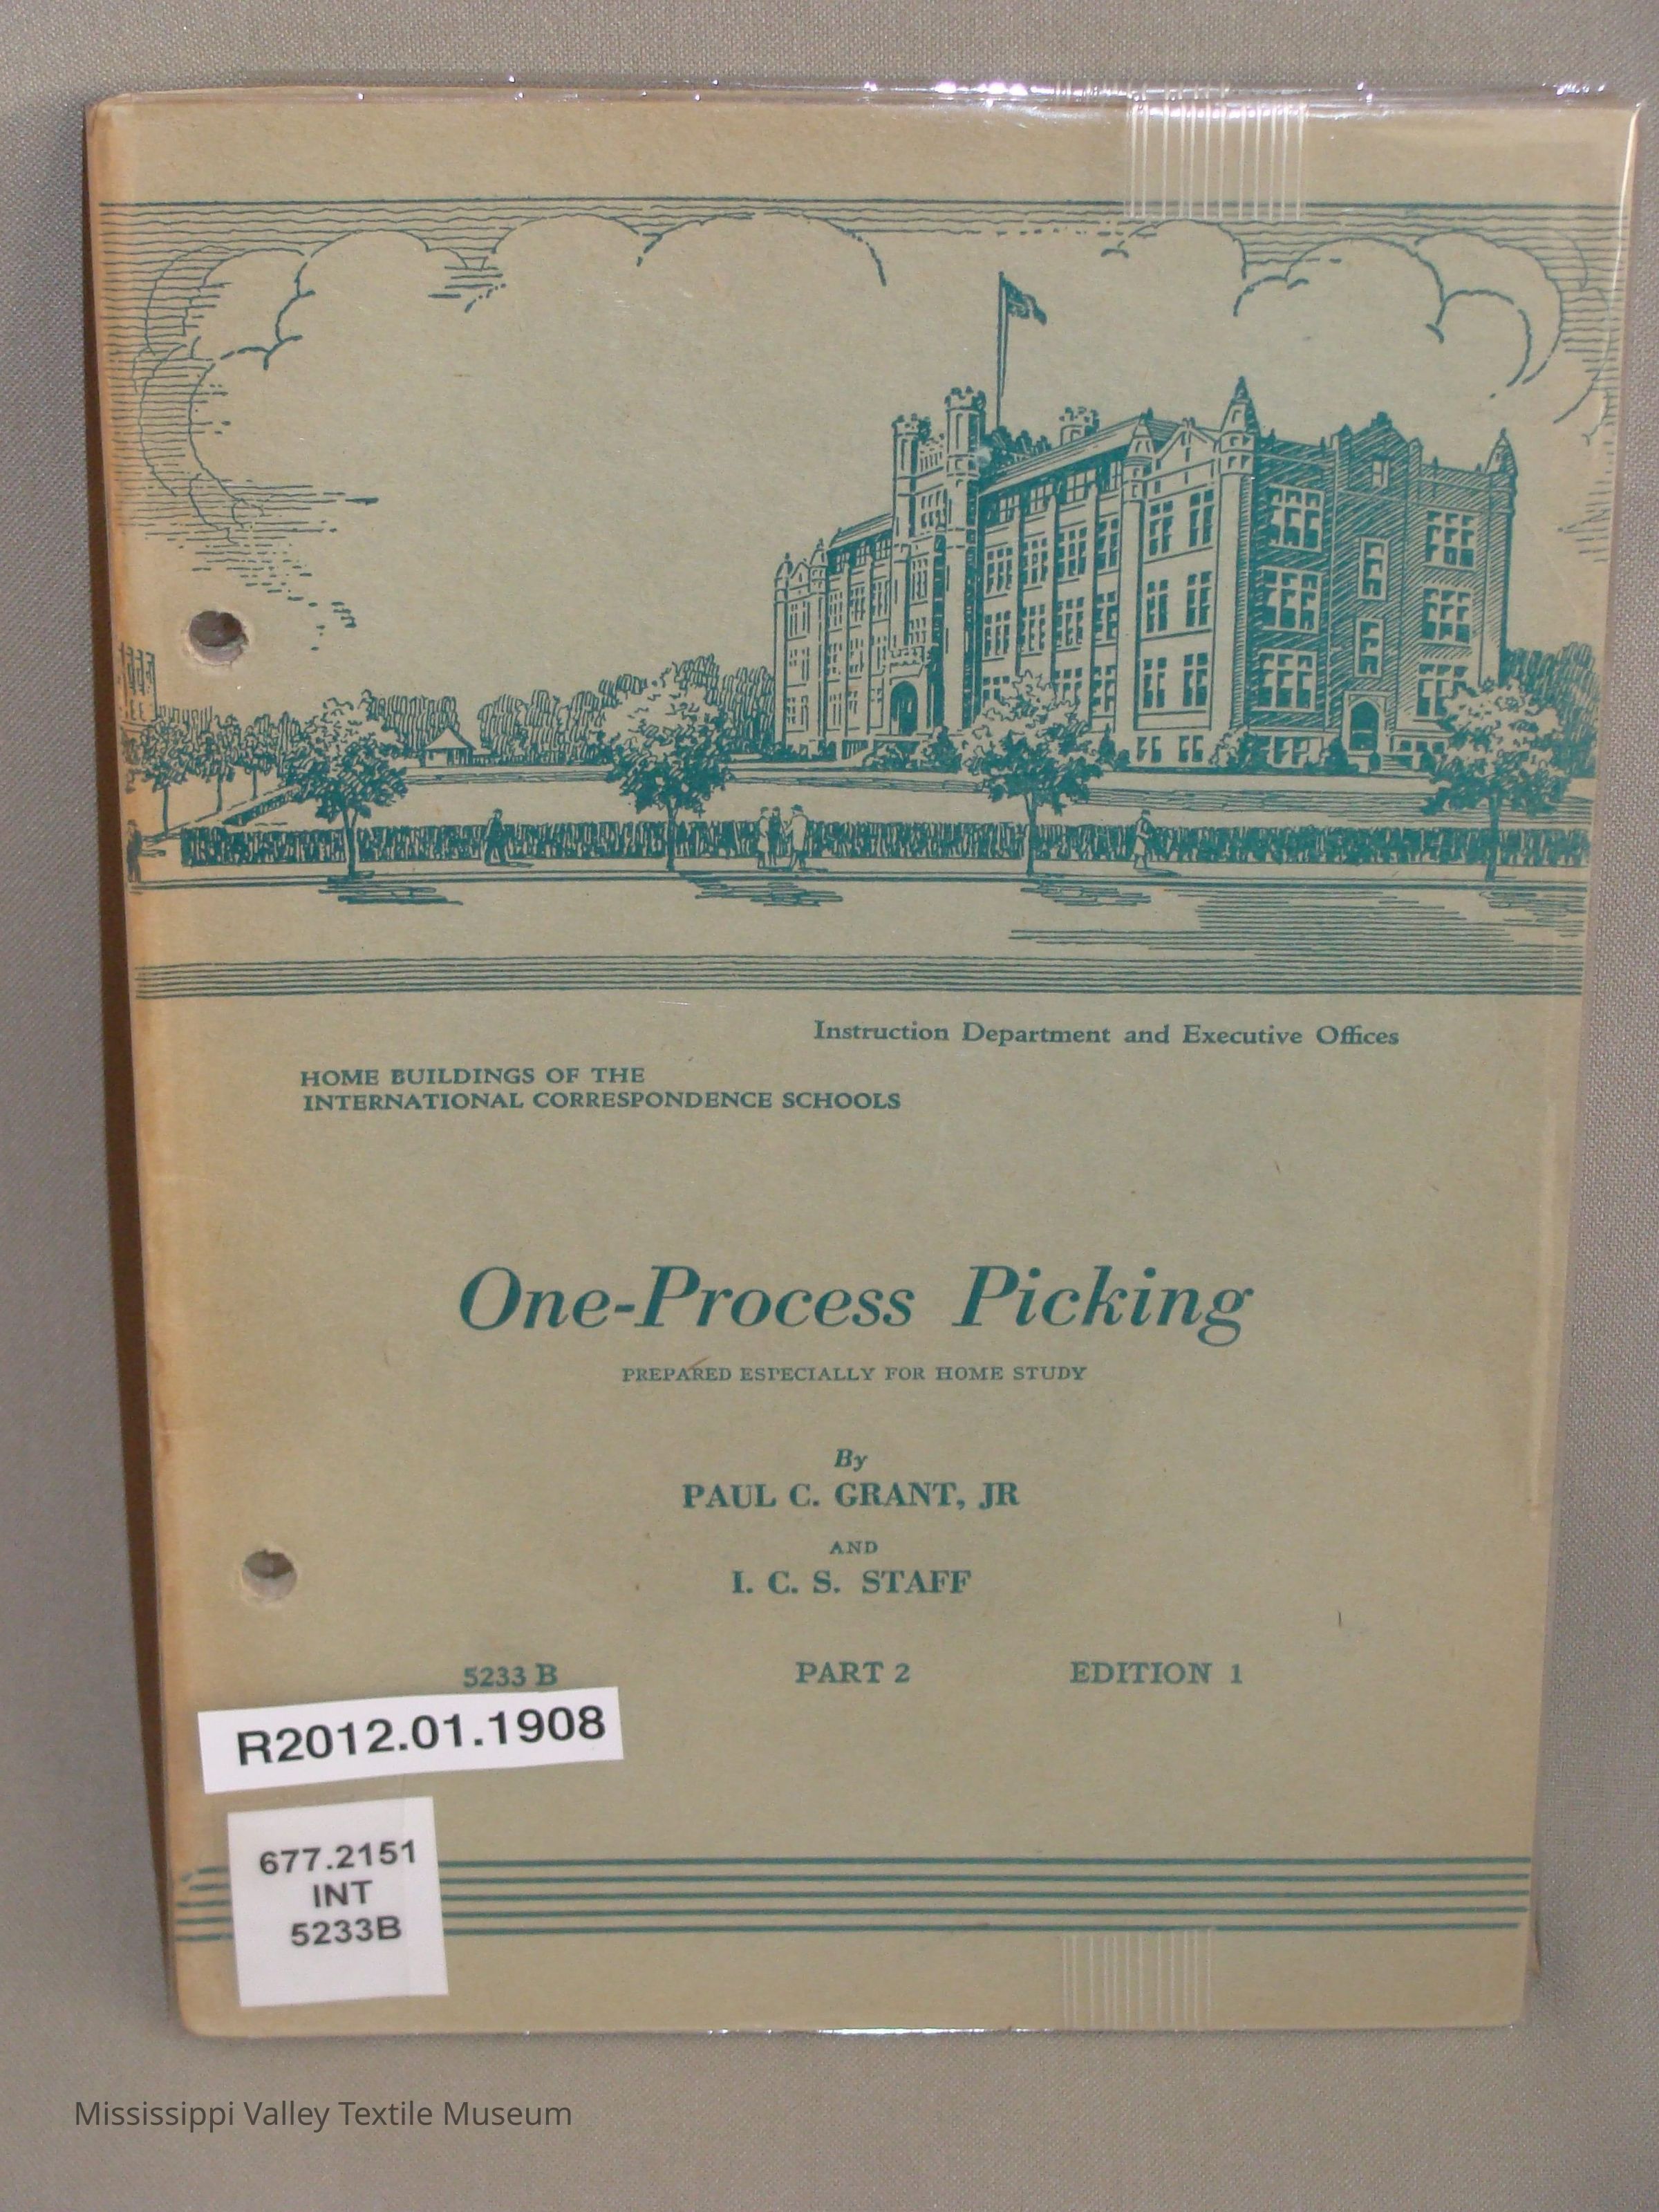 Instruction Department and Executive Offices
HOME BUILDINGS OF THE
INTERNATIONAL CORRESPONDENCE SCHOOLS
One-Process Picking
PREPARED ESPECIALLY FOR HOME STUDY
By
PAUL C. GRANT, JR
AND
I. C. S. STAFF
5233 B PART 2 EDITION 1
R2012.01.1908
677.2151
INT
5233B
Mississippi Valley Textile Museum